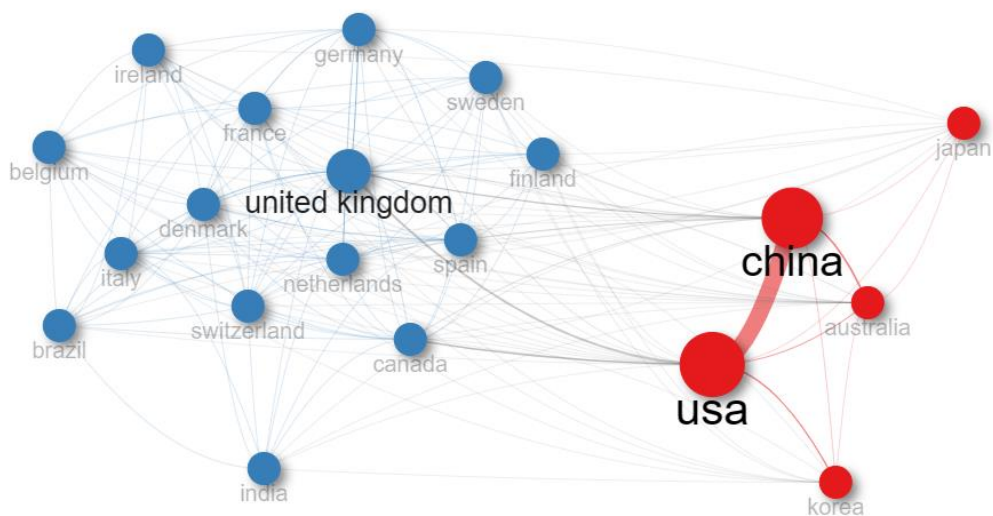 germany
ireland
sweden
france
japan
belgium
finland
united kingdom
denmark
china
spain
italy
netherlands
australia
switzerland
brazil
canada
usa
india
korea